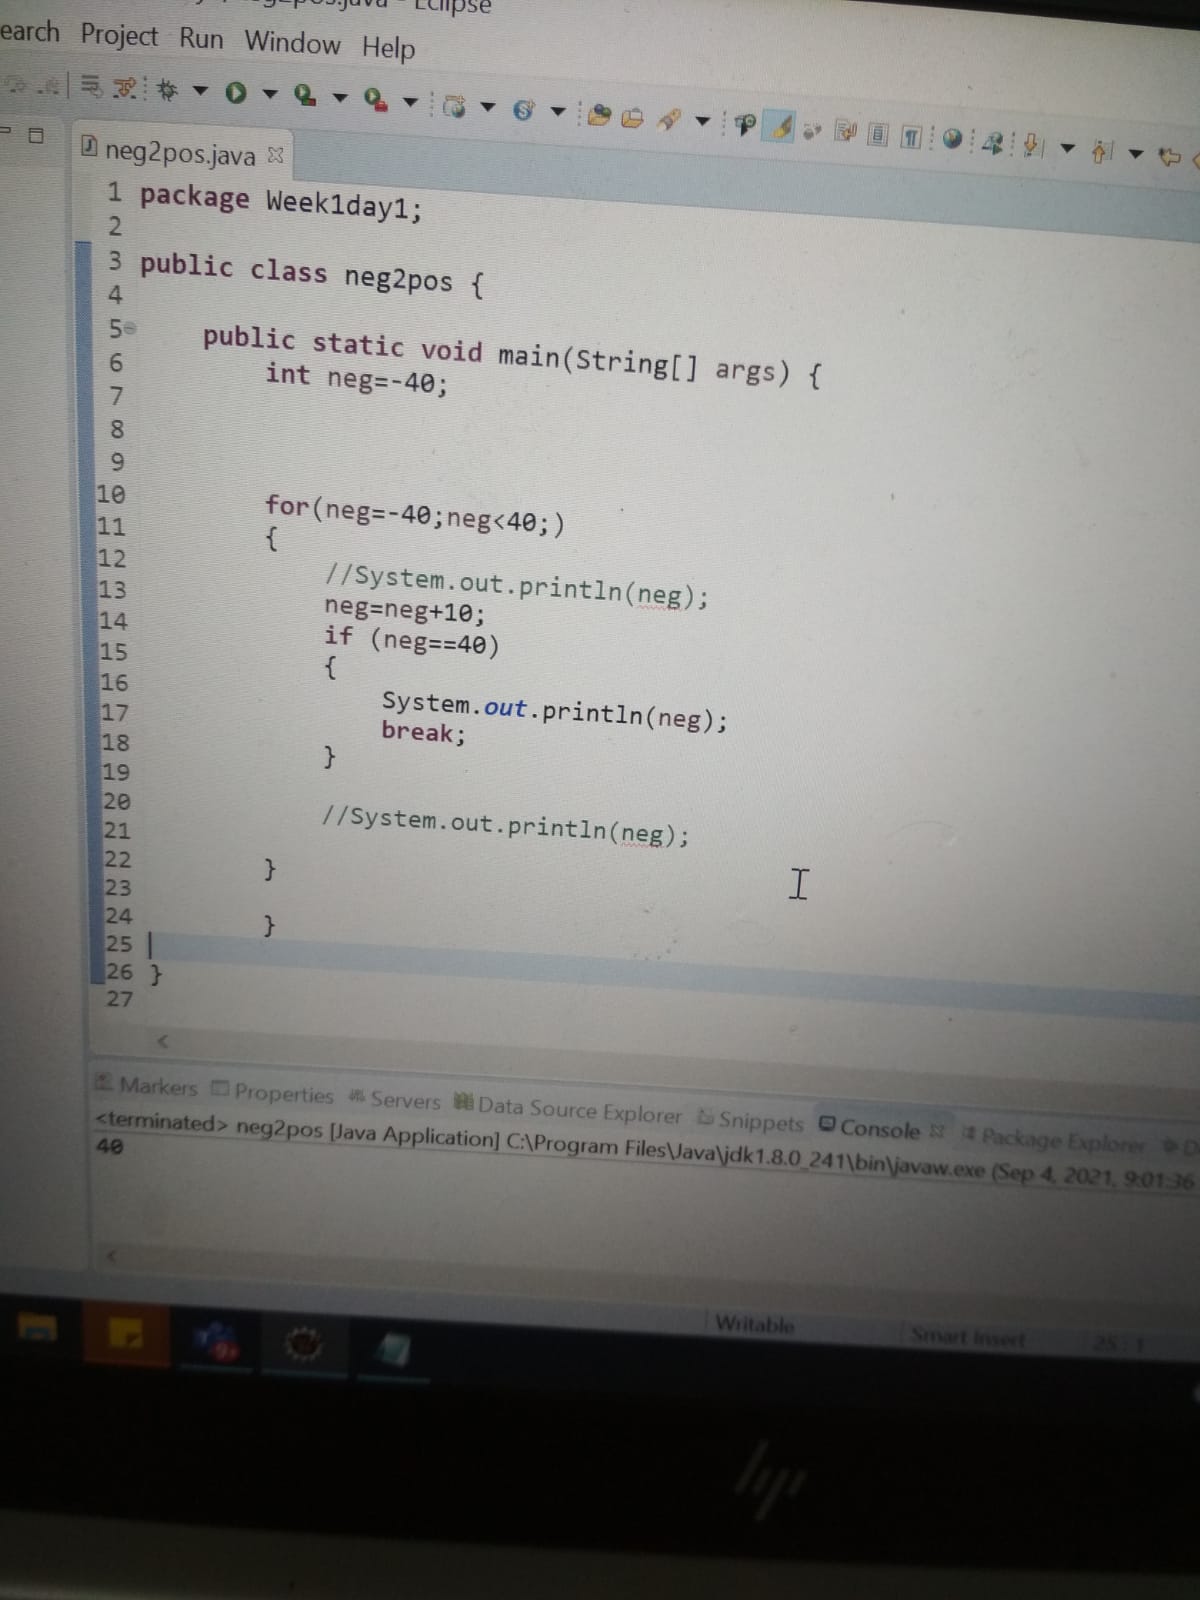 earch Project Run Window Help
neg2pos.java
1 package Week1day1;
2
3 public class neg2pos {
4
5 public static void main(String[] args) {
6 int neg=-40;
7
8
9
10 for(neg=-40;neg<40;)
11 {
12 //System.out.println(neg);
13 neg=neg+10;
14 if (neg==40)
15 {
16 System.out.println(neg);
17 break;
18 }
19
20 //System.out.println(neg);
21
22 }
23
24 }
25
26 }
27
Markers Properties Servers Data Source Explorer Snippets Console Package Explorer
<terminated> neg2pos [Java Application] C:\Program Files\Java\jdk1.8.0_241\bin\javaw.exe (Sep 4, 2021, 9:01:36
40
Writable Smart Insert 25 : 1
hp